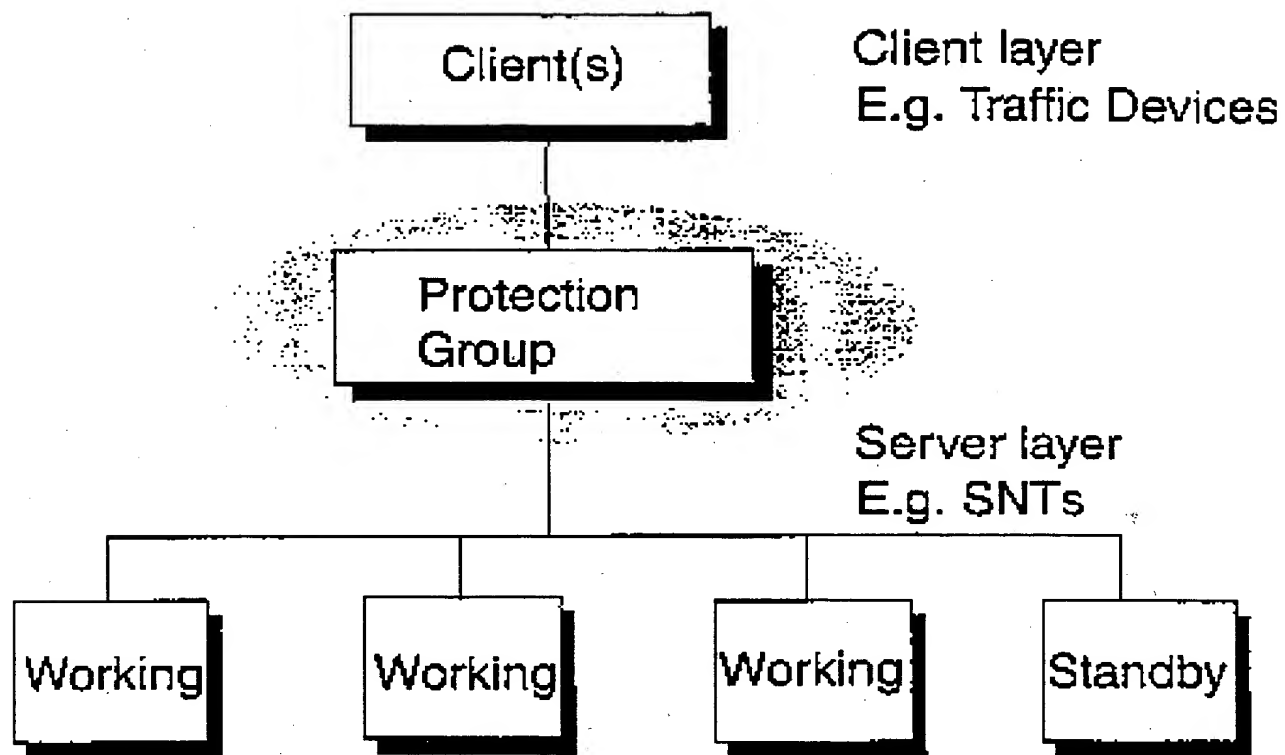 Client(s)
Client layer
E.g. Traffic Devices
Protection
Group
Server layer
E.g. SNTs
Working
Working
Working
Standby